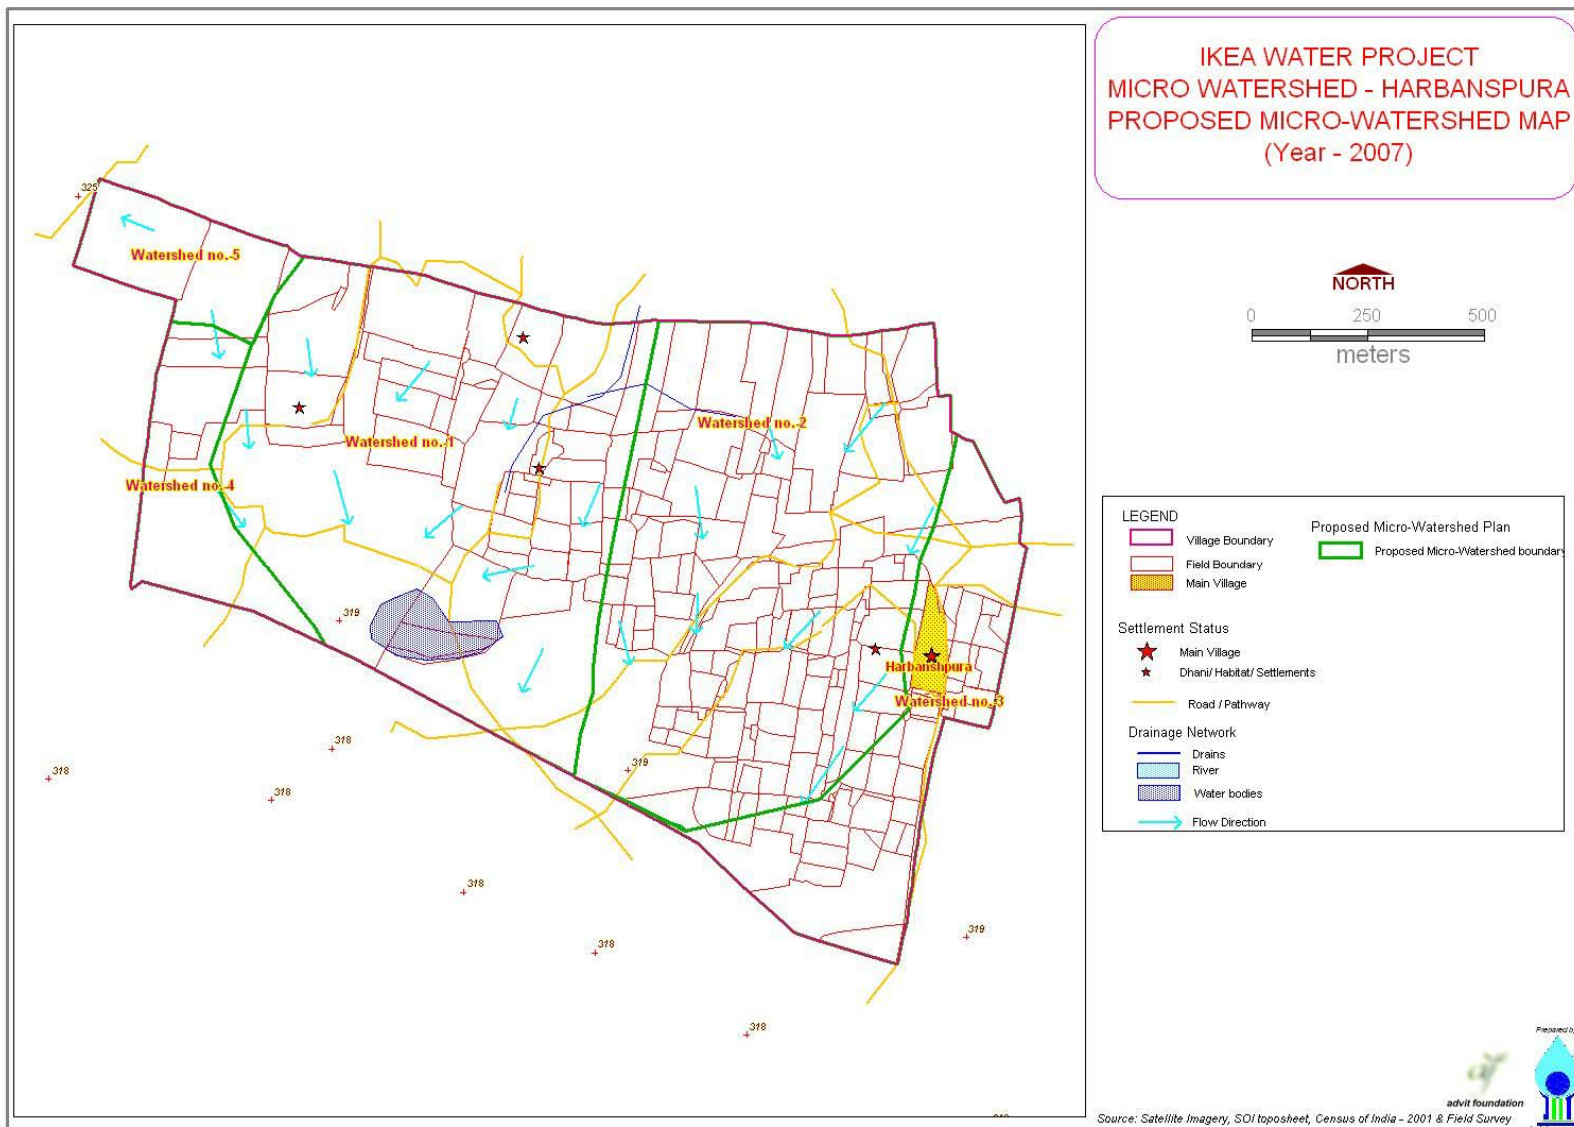 IKEA WATER PROJECT
MICRO WATERSHED - HARBANSPURA
PROPOSED MICRO-WATERSHED MAP
(Year - 2007)
NORTH
0 250 500
meters
325
Watershed no.-5
Watershed no.-1
Watershed no.-2
Watershed no.-4
319
Harbanshpura
Watershed no.-3
318
318
319
318
318
318
319
318
LEGEND
Village Boundary
Field Boundary
Main Village
Proposed Micro-Watershed Plan
Proposed Micro-Watershed boundary
Settlement Status
Main Village
Dhani/ Habitat/ Settlements
Road / Pathway
Drainage Network
Drains
River
Water bodies
Flow Direction
Prepared by
advit foundation
Source: Satellite Imagery, SOI toposheet, Census of India - 2001 & Field Survey